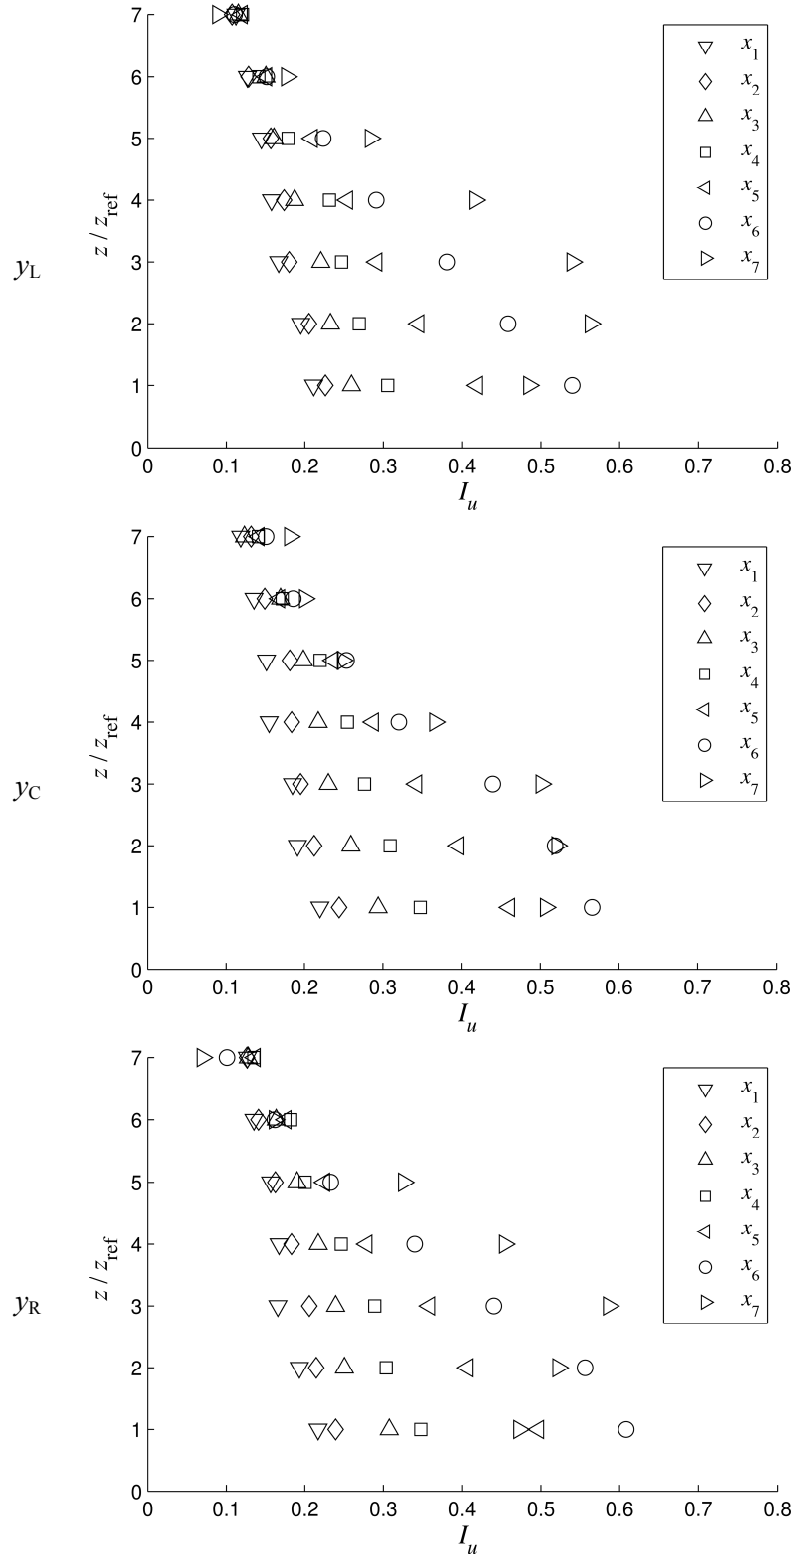 7
6
5
4
3
2
1
0
z / z_ref
y_L
0 0.1 0.2 0.3 0.4 0.5 0.6 0.7 0.8
I_u
x_1
x_2
x_3
x_4
x_5
x_6
x_7
7
6
5
4
3
2
1
0
z / z_ref
y_C
0 0.1 0.2 0.3 0.4 0.5 0.6 0.7 0.8
I_u
x_1
x_2
x_3
x_4
x_5
x_6
x_7
7
6
5
4
3
2
1
0
z / z_ref
y_R
0 0.1 0.2 0.3 0.4 0.5 0.6 0.7 0.8
I_u
x_1
x_2
x_3
x_4
x_5
x_6
x_7